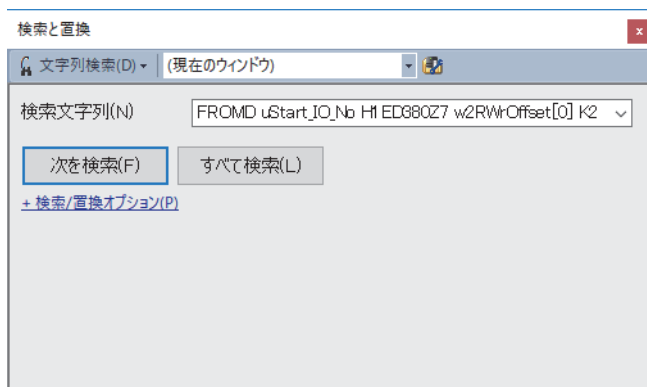 検索と置換
x
文字列検索(D)
(現在のウィンドウ)
検索文字列(N) FROMD uStart_IO_No H1ED380Z7 w2RWrOffset[0] K2
次を検索(F) すべて検索(L)
+ 検索/置換オプション(P)